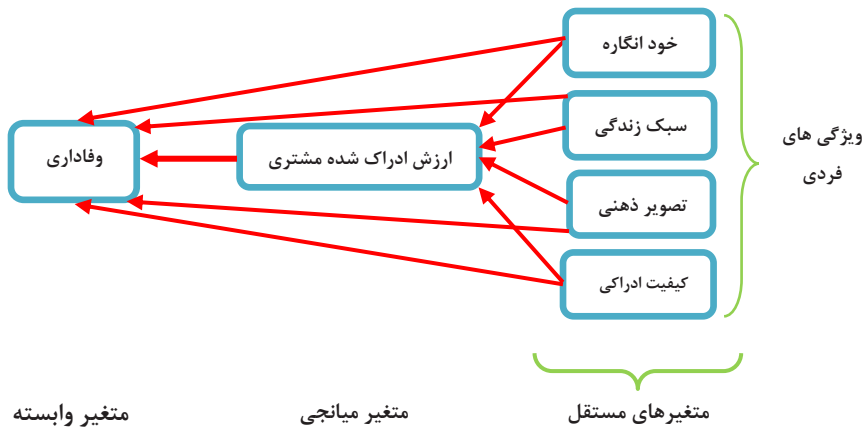 خود انگاره
سبک زندگی
تصویر ذهنی
کیفیت ادراکی
ویژگی های
فردی
ارزش ادراک شده مشتری
وفاداری
متغیرهای مستقل
متغیر میانجی
متغیر وابسته